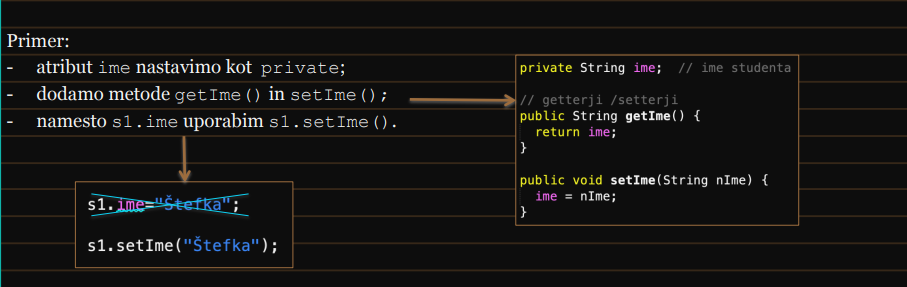 Primer:
- atribut ime nastavimo kot private;
- dodamo metode getIme() in setIme();
- namesto s1.ime uporabim s1.setIme().
private String ime;  // ime studenta
// getterji /setterji
public String getIme() {
  return ime;
}
public void setIme(String nIme) {
  ime = nIme;
}
s1.ime="Štefka";
s1.setIme("Štefka");